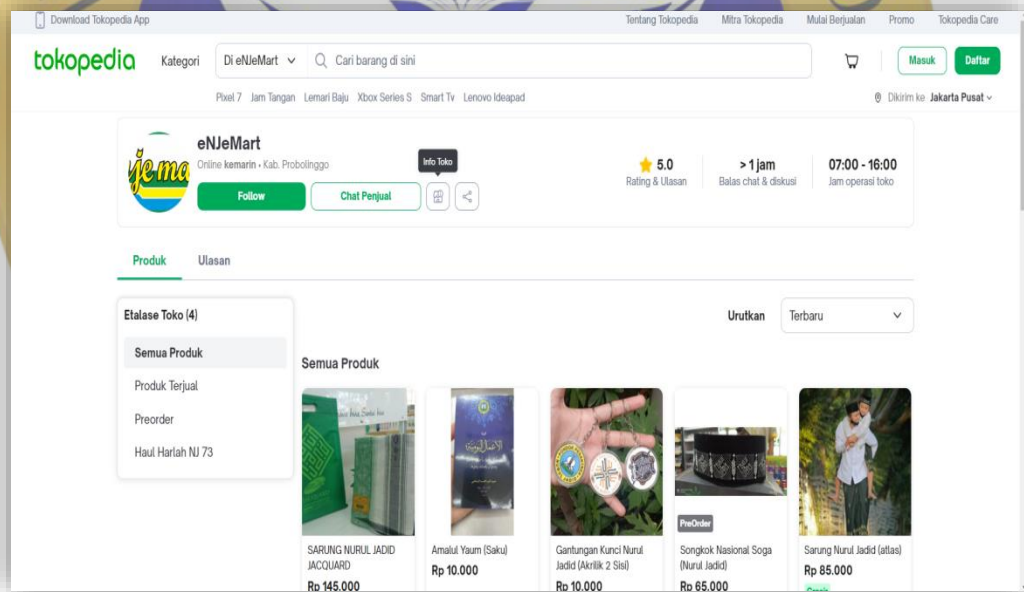 Download Tokopedia App
Tentang Tokopedia Mitra Tokopedia Mulai Berjualan Promo Tokopedia Care
tokopedia Kategori Di eNJeMart Cari barang di sini Masuk Daftar
Pixel 7 Jam Tangan Lemari Baju Xbox Series S Smart Tv Lenovo Ideapad
Dikirim ke Jakarta Pusat
eNJeMart
Online kemarin • Kab. Probolinggo
Info Toko
Follow Chat Penjual
5.0
Rating & Ulasan
> 1 jam
Balas chat & diskusi
07:00 - 16:00
Jam operasi toko
je ma
Produk Ulasan
Etalase Toko (4)
Semua Produk
Produk Terjual
Preorder
Haul Harlah NJ 73
Urutkan Terbaru
Semua Produk
SARUNG NURUL JADID
JACQUARD
Rp 145.000
Amalul Yaum (Saku)
Rp 10.000
Gantungan Kunci Nurul
Jadid (Akrilik 2 Sisi)
Rp 10.000
PreOrder
Songkok Nasional Soga
(Nurul Jadid)
Rp 65.000
Sarung Nurul Jadid (atlas)
Rp 85.000